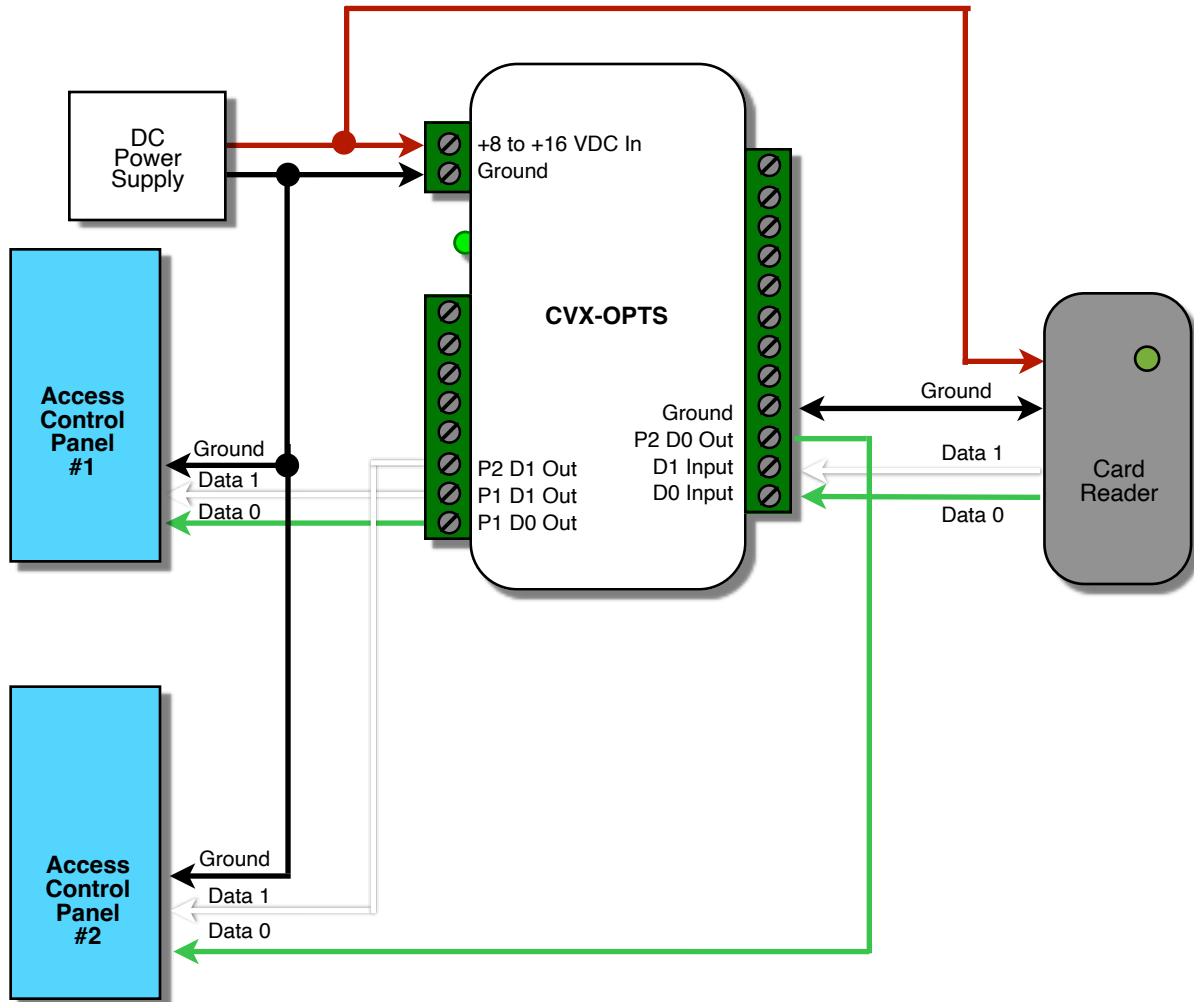 DC
Power
Supply
+8 to +16 VDC In
Ground
CVX-OPTS
Access
Control
Panel
#1
Ground
Data 1
Data 0
P2 D1 Out
P1 D1 Out
P1 D0 Out
Ground
P2 D0 Out
D1 Input
D0 Input
Ground
Data 1
Data 0
Card
Reader
Access
Control
Panel
#2
Ground
Data 1
Data 0